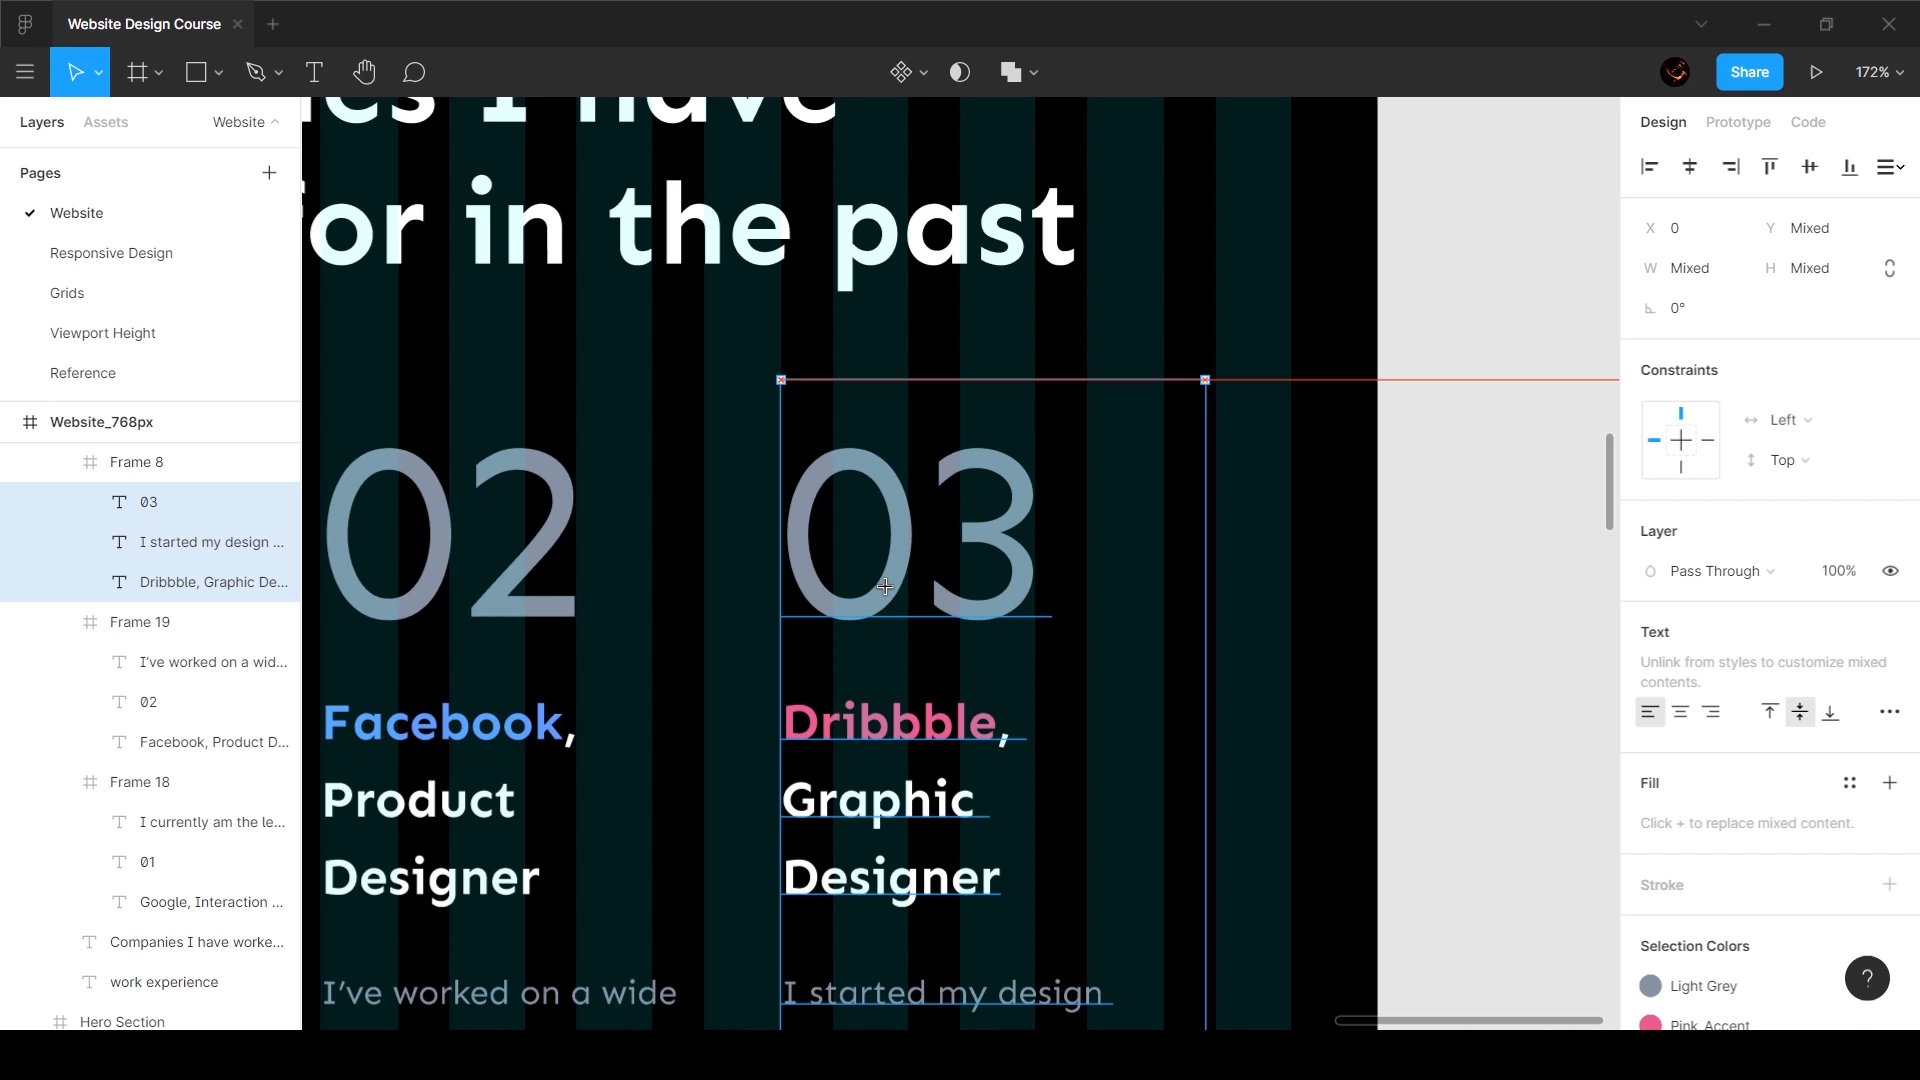 Website Design Course
Share
172%
Layers
Assets
Website
Pages
Website
Responsive Design
Grids
Viewport Height
Reference
Website_768px
Frame 8
03
I started my design ...
Dribbble, Graphic De...
Frame 19
I've worked on a wid...
02
Facebook, Product D...
Frame 18
I currently am the le...
01
Google, Interaction ...
Companies I have worke...
work experience
Hero Section
I have
for in the past
02
03
Facebook,
Product
Designer
Dribbble,
Graphic
Designer
I've worked on a wide
I started my design
Design
Prototype
Code
X 0
Y Mixed
W Mixed
H Mixed
0°
Constraints
Left
Top
Layer
Pass Through
100%
Text
Unlink from styles to customize mixed
contents.
Fill
Click + to replace mixed content.
Stroke
Selection Colors
Light Grey
Pink Accent
?